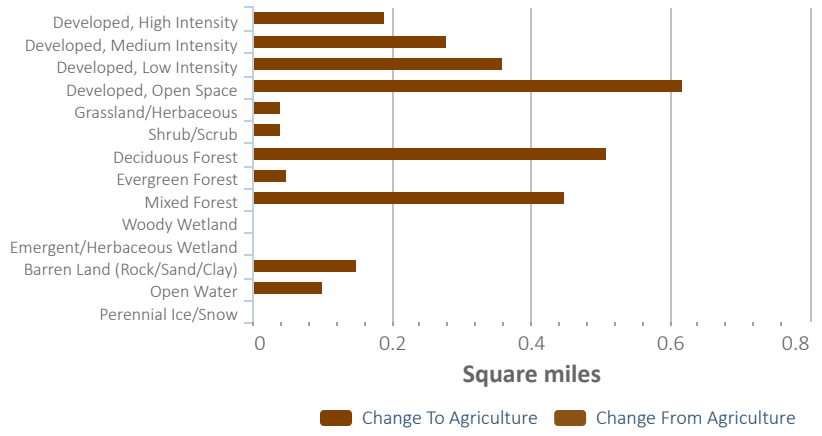 Developed, High Intensity
Developed, Medium Intensity
Developed, Low Intensity
Developed, Open Space
Grassland/Herbaceous
Shrub/Scrub
Deciduous Forest
Evergreen Forest
Mixed Forest
Woody Wetland
Emergent/Herbaceous Wetland
Barren Land (Rock/Sand/Clay)
Open Water
Perennial Ice/Snow
0 0.2 0.4 0.6 0.8
Square miles
Change To Agriculture Change From Agriculture